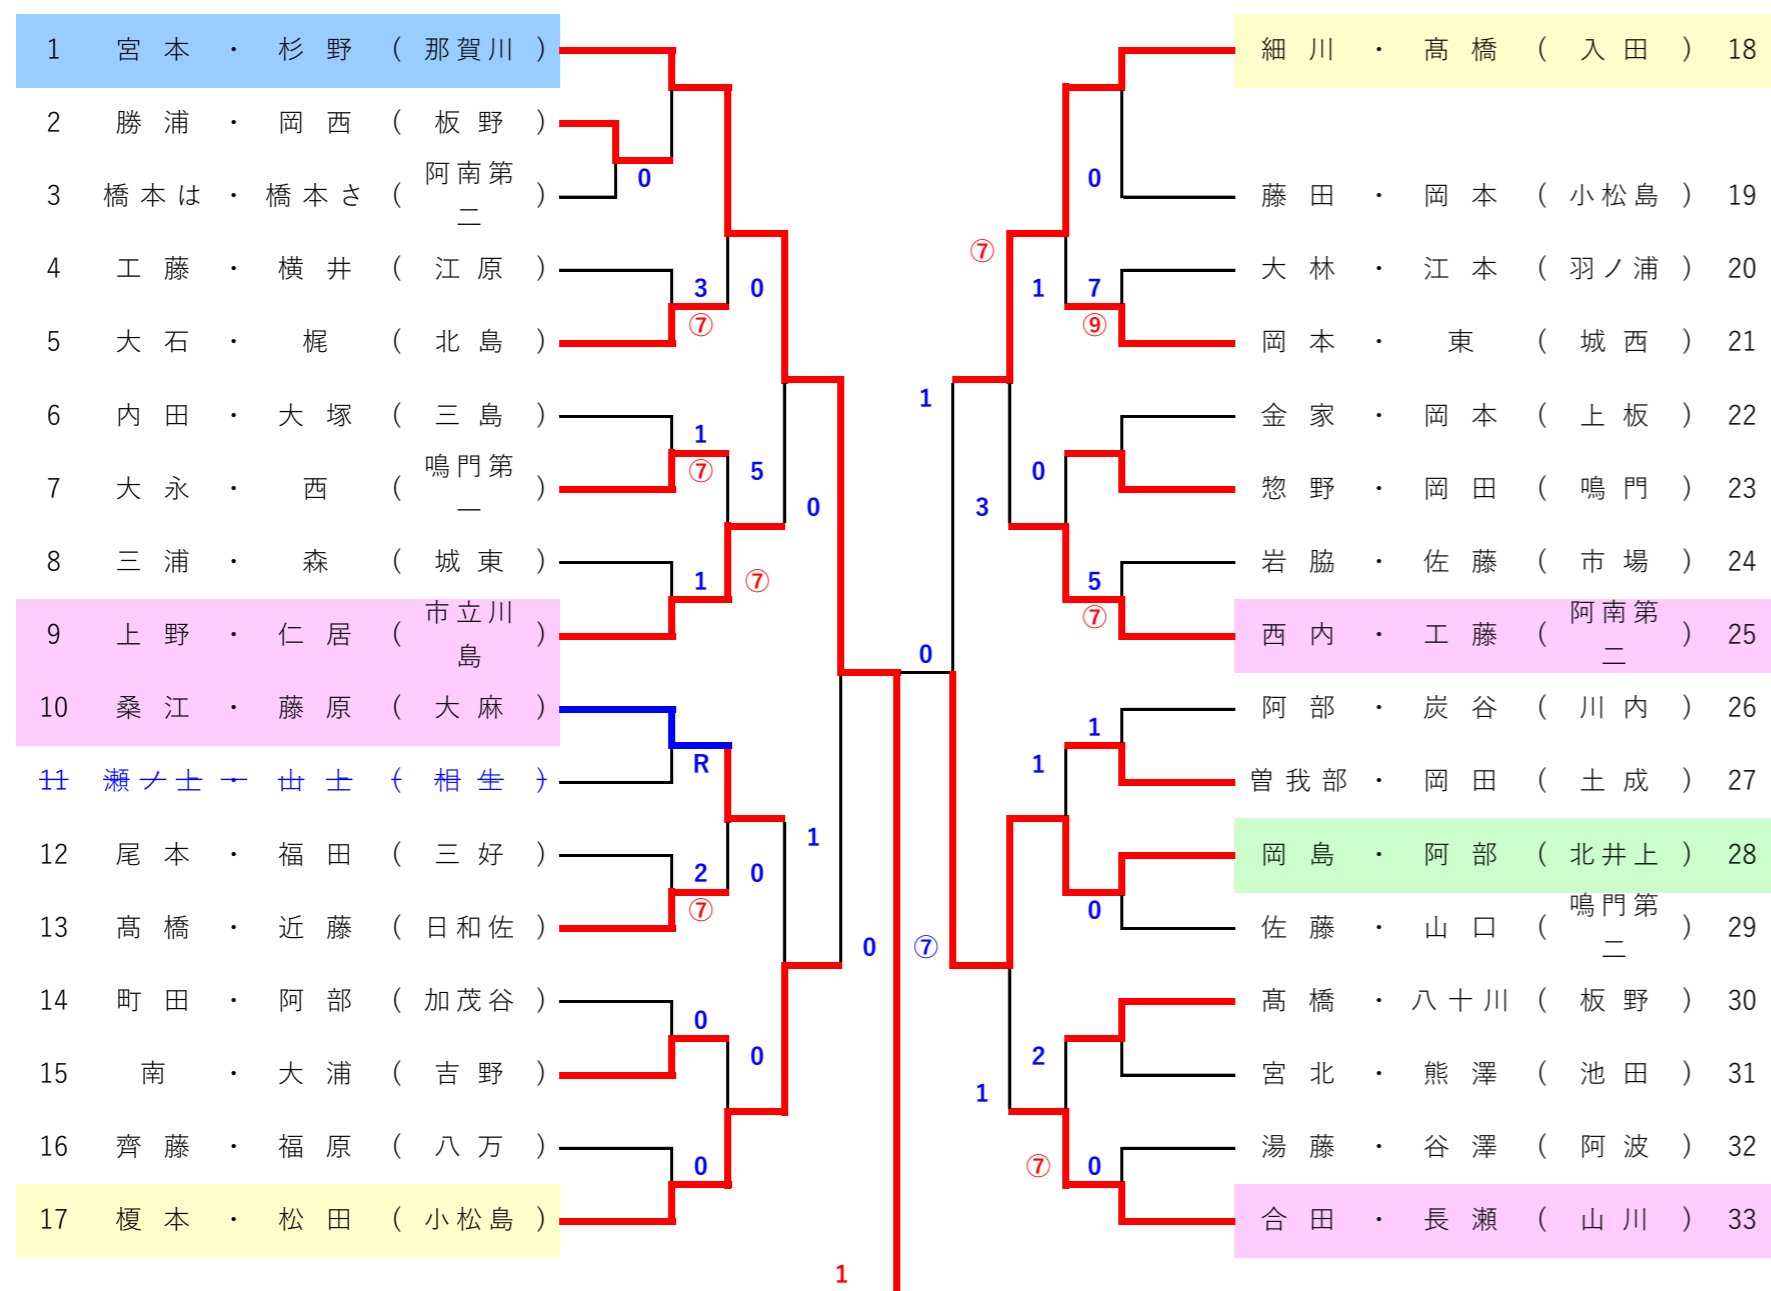 1 宮本・杉野(那賀川)
2 勝浦・岡西(板野)
3 橋本は・橋本さ(阿南第二)
0
4 工藤・横井(江原)
3 0
⑦
5 大石・梶(北島)
6 内田・大塚(三島)
1
⑦ 5
7 大永・西(鳴門第一)
0
8 三浦・森(城東)
1 ⑦
9 上野・仁居(市立川島)
10 桑江・藤原(大麻)
R
11 瀬ノ上・山士(相生)
1
12 尾本・福田(三好)
2 0
⑦
13 髙橋・近藤(日和佐)
0
14 町田・阿部(加茂谷)
0
0
15 南・大浦(吉野)
16 齊藤・福原(八万)
0
17 榎本・松田(小松島)
1
細川・髙橋(入田) 18
0
藤田・岡本(小松島) 19
⑦
大林・江本(羽ノ浦) 20
1 7
⑨
岡本・東(城西) 21
1
金家・岡本(上板) 22
0
惣野・岡田(鳴門) 23
3
岩脇・佐藤(市場) 24
5
⑦
西内・工藤(阿南第二) 25
0
阿部・炭谷(川内) 26
1
1
曽我部・岡田(土成) 27
岡島・阿部(北井上) 28
0
佐藤・山口(鳴門第二) 29
⑦
髙橋・八十川(板野) 30
2
宮北・熊澤(池田) 31
1
湯藤・谷澤(阿波) 32
⑦ 0
合田・長瀬(山川) 33